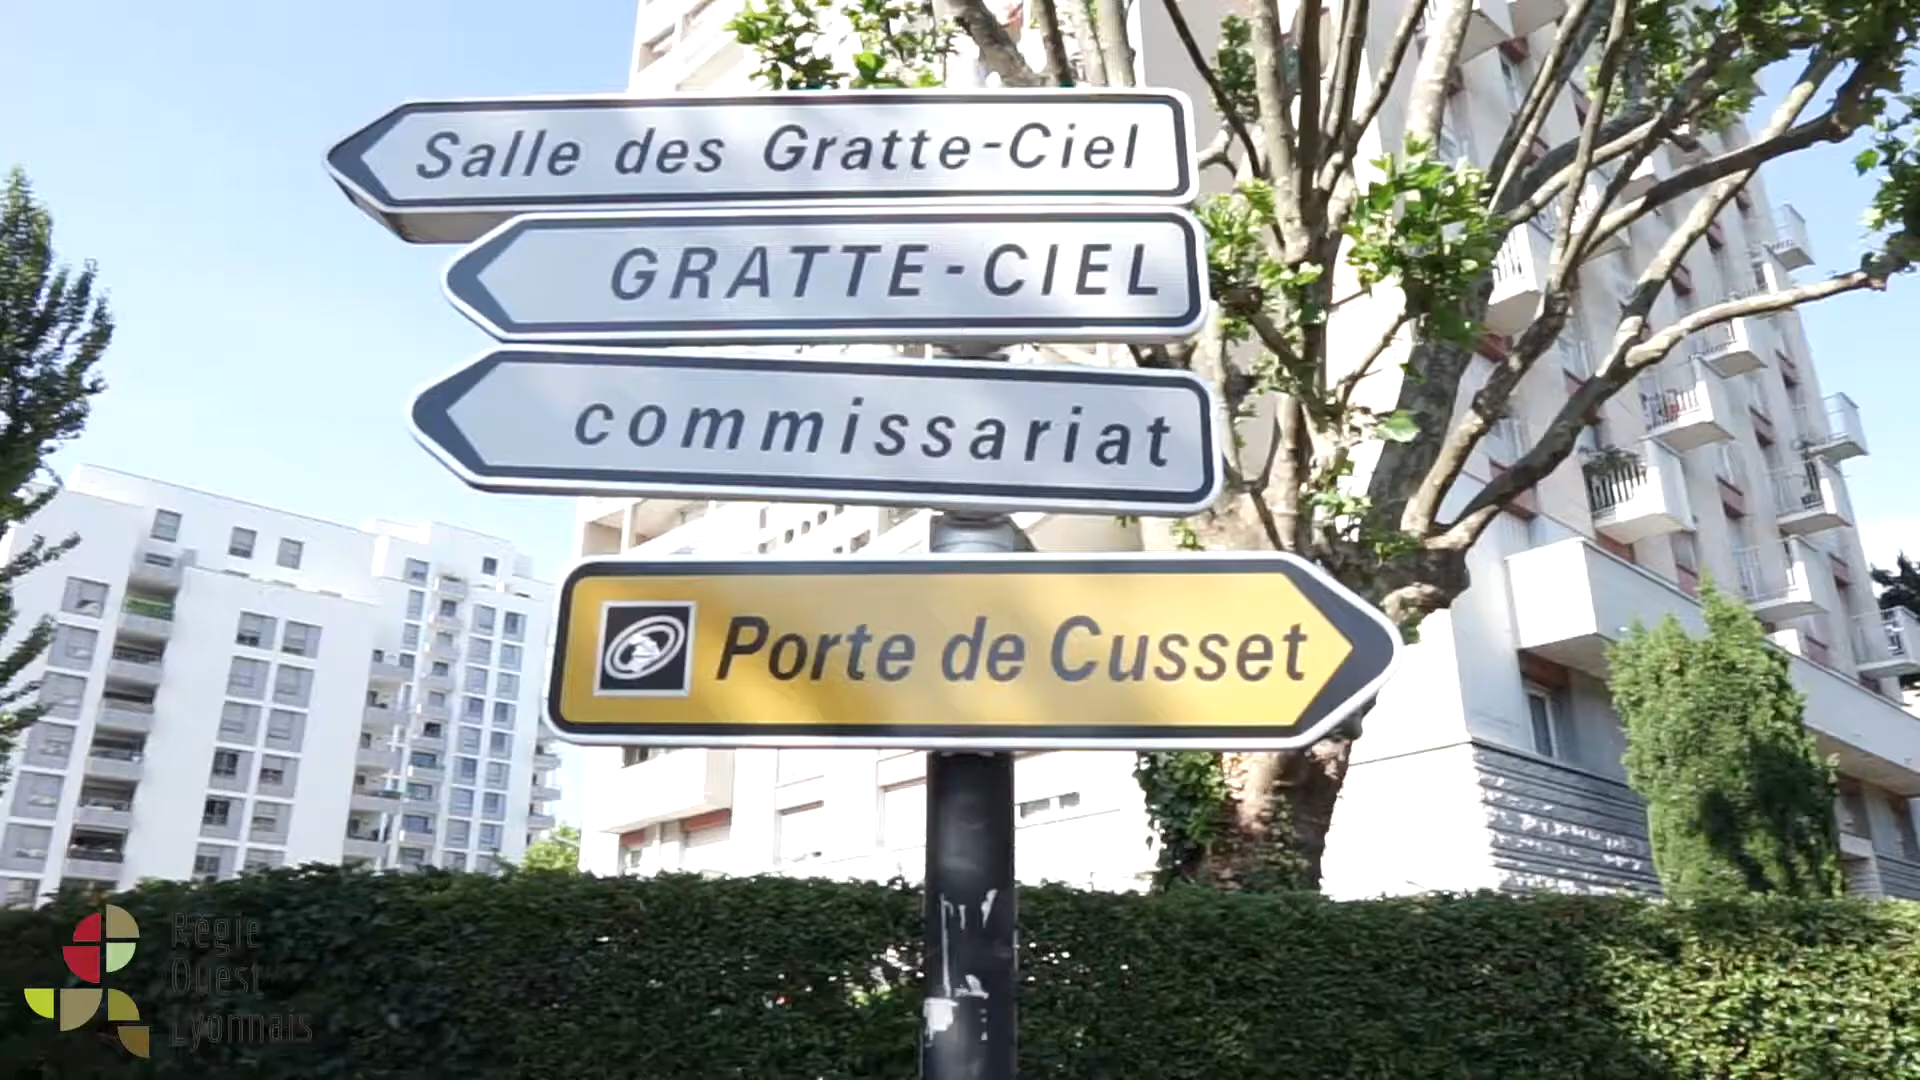 Salle des Gratte-Ciel
GRATTE-CIEL
commissariat
Porte de Cusset
Régie
Ouest
Lyonnais